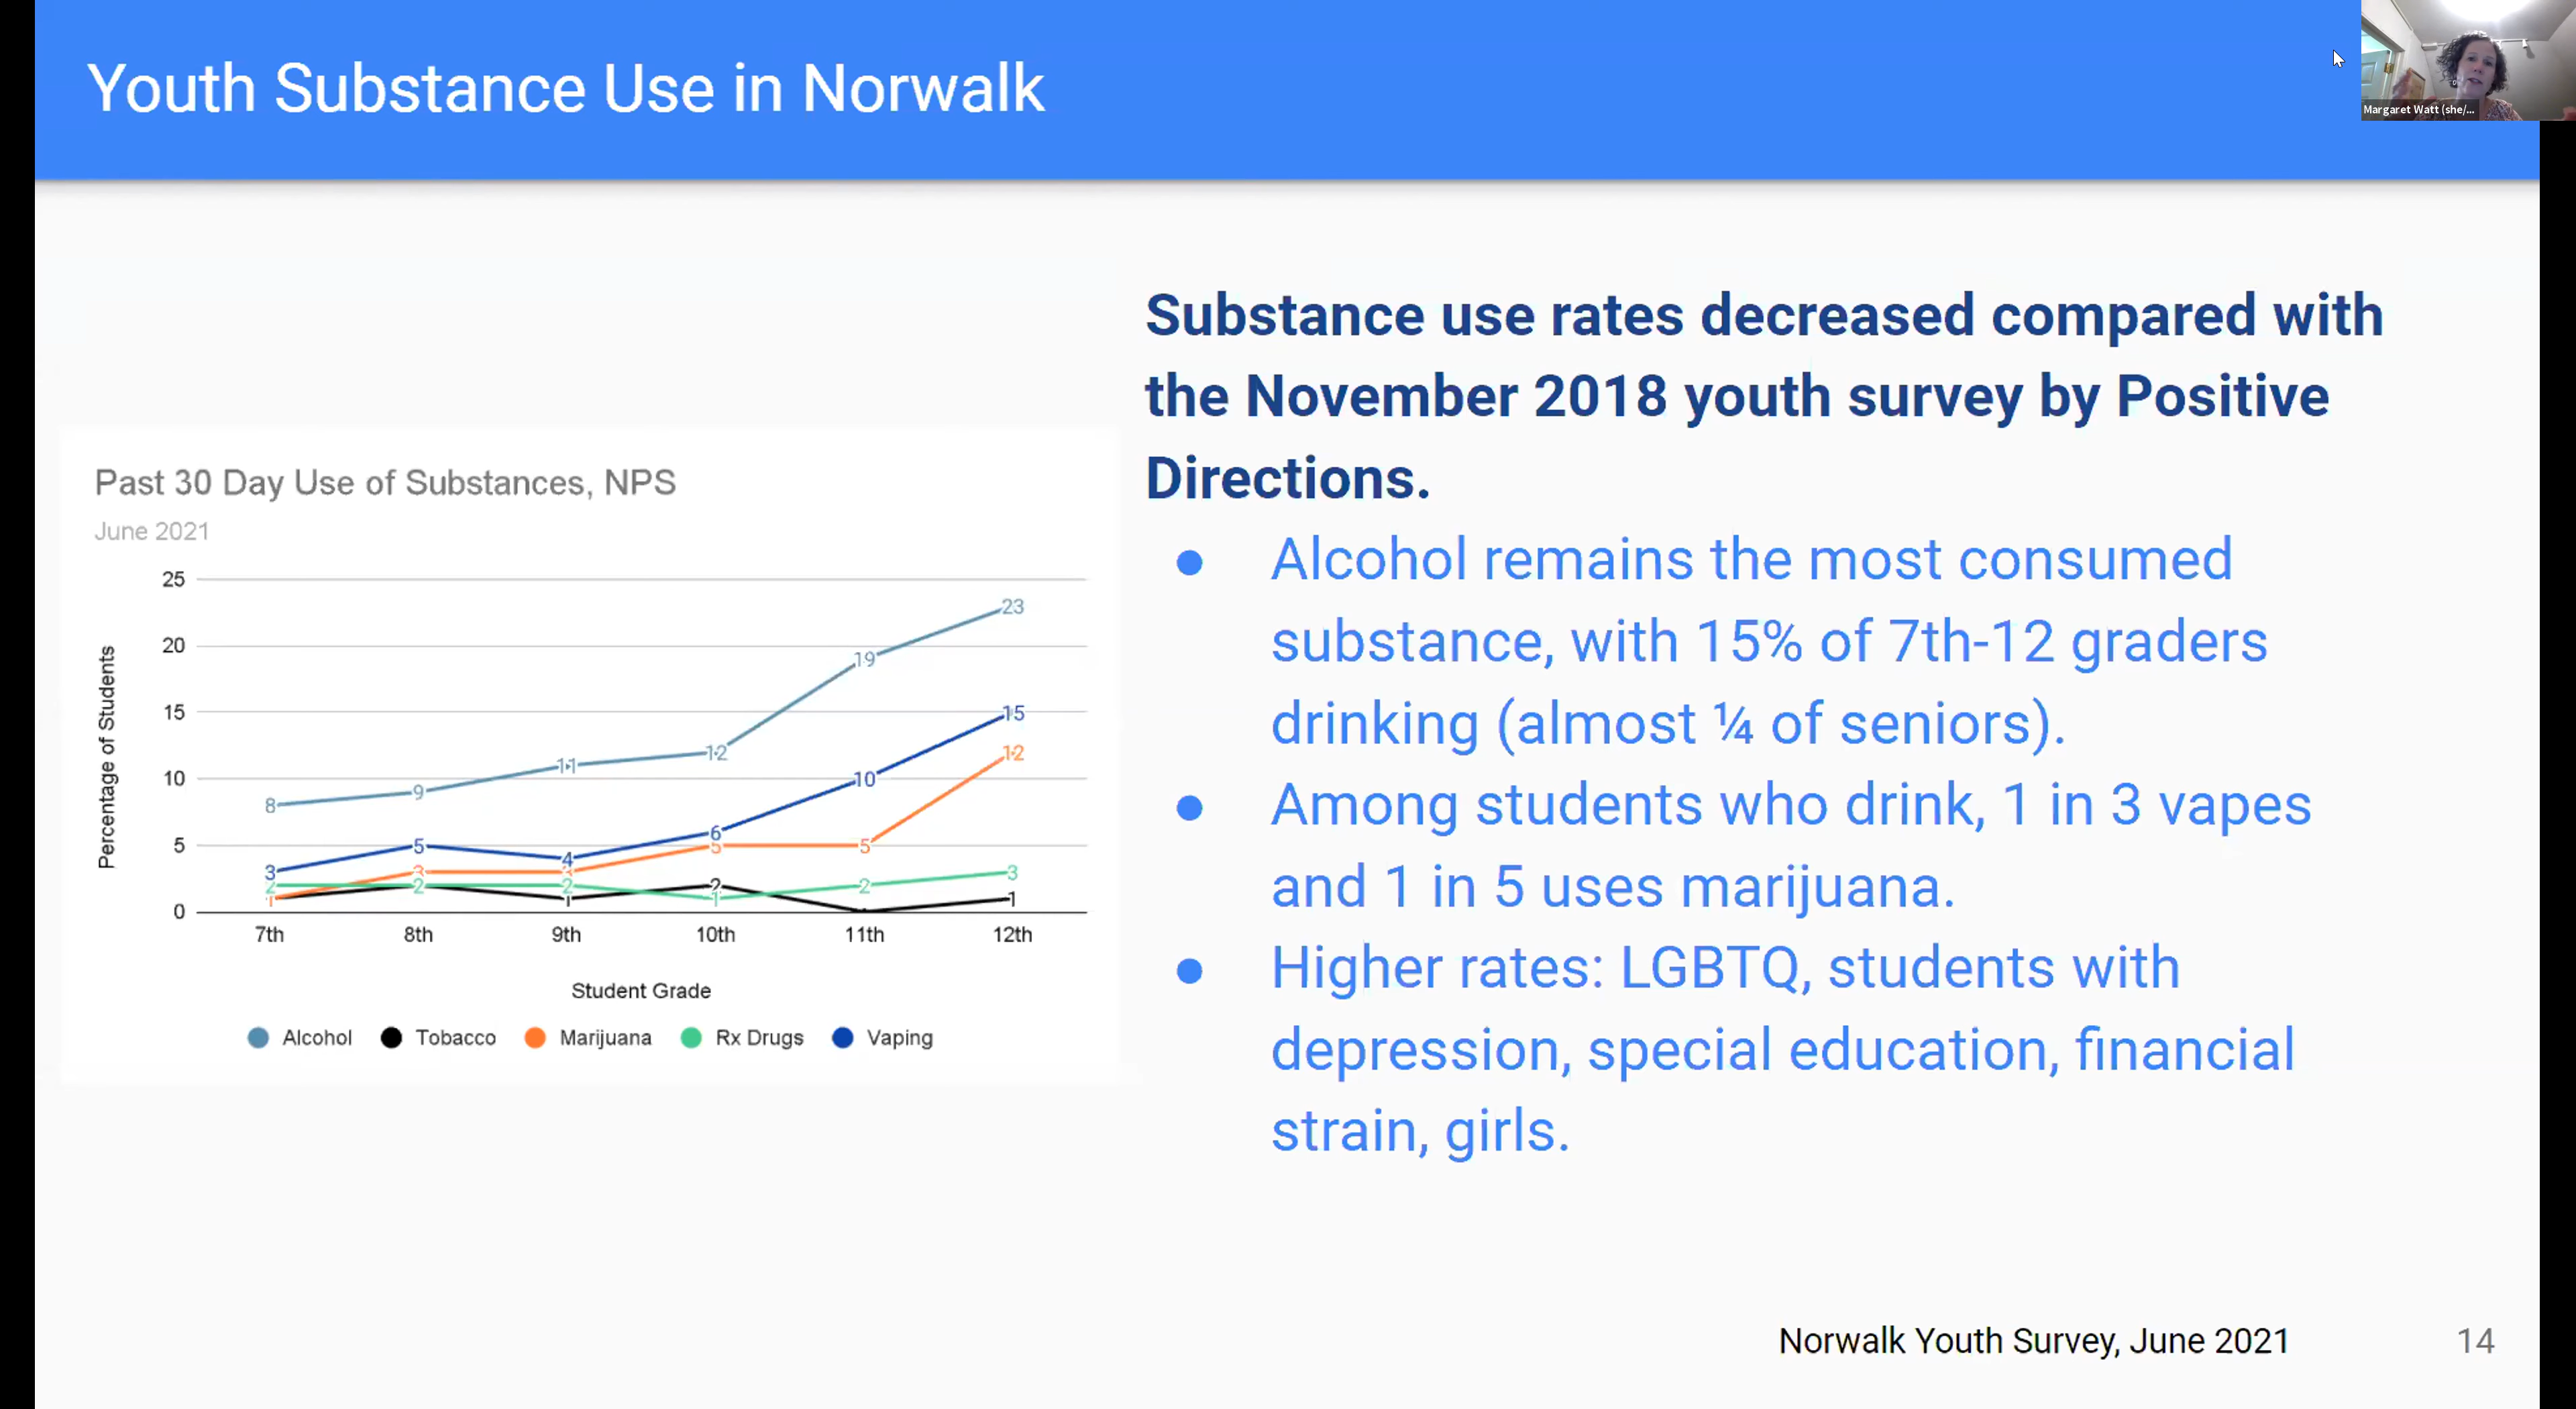 Youth Substance Use in Norwalk
Margaret Watt (she/...
Substance use rates decreased compared with
the November 2018 youth survey by Positive
Directions.
● Alcohol remains the most consumed
substance, with 15% of 7th-12 graders
drinking (almost ¼ of seniors).
● Among students who drink, 1 in 3 vapes
and 1 in 5 uses marijuana.
● Higher rates: LGBTQ, students with
depression, special education, financial
strain, girls.
Past 30 Day Use of Substances, NPS
June 2021
Percentage of Students
25
20
15
10
5
0
8 9 11 12 19 23
3 5 4 6 10 15
1 3 3 5 5 12
2 2 2 1 2 3
1 2 1
7th 8th 9th 10th 11th 12th
Student Grade
Alcohol Tobacco Marijuana Rx Drugs Vaping
Norwalk Youth Survey, June 2021
14